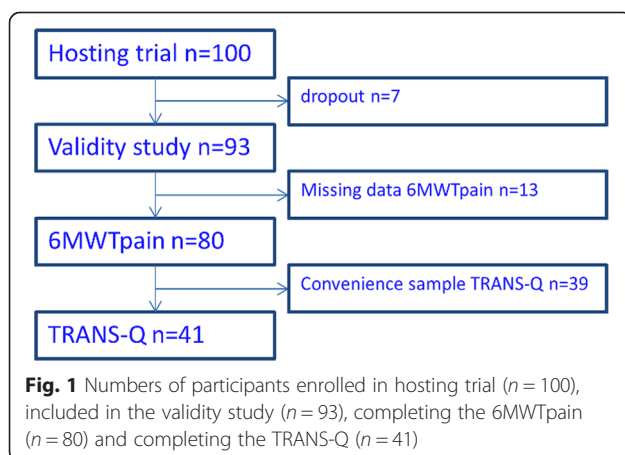 Hosting trial n=100
dropout n=7
Validity study n=93
Missing data 6MWTpain n=13
6MWTpain n=80
Convenience sample TRANS-Q n=39
TRANS-Q n=41
Fig. 1 Numbers of participants enrolled in hosting trial (n = 100),
included in the validity study (n = 93), completing the 6MWTpain
(n = 80) and completing the TRANS-Q (n = 41)